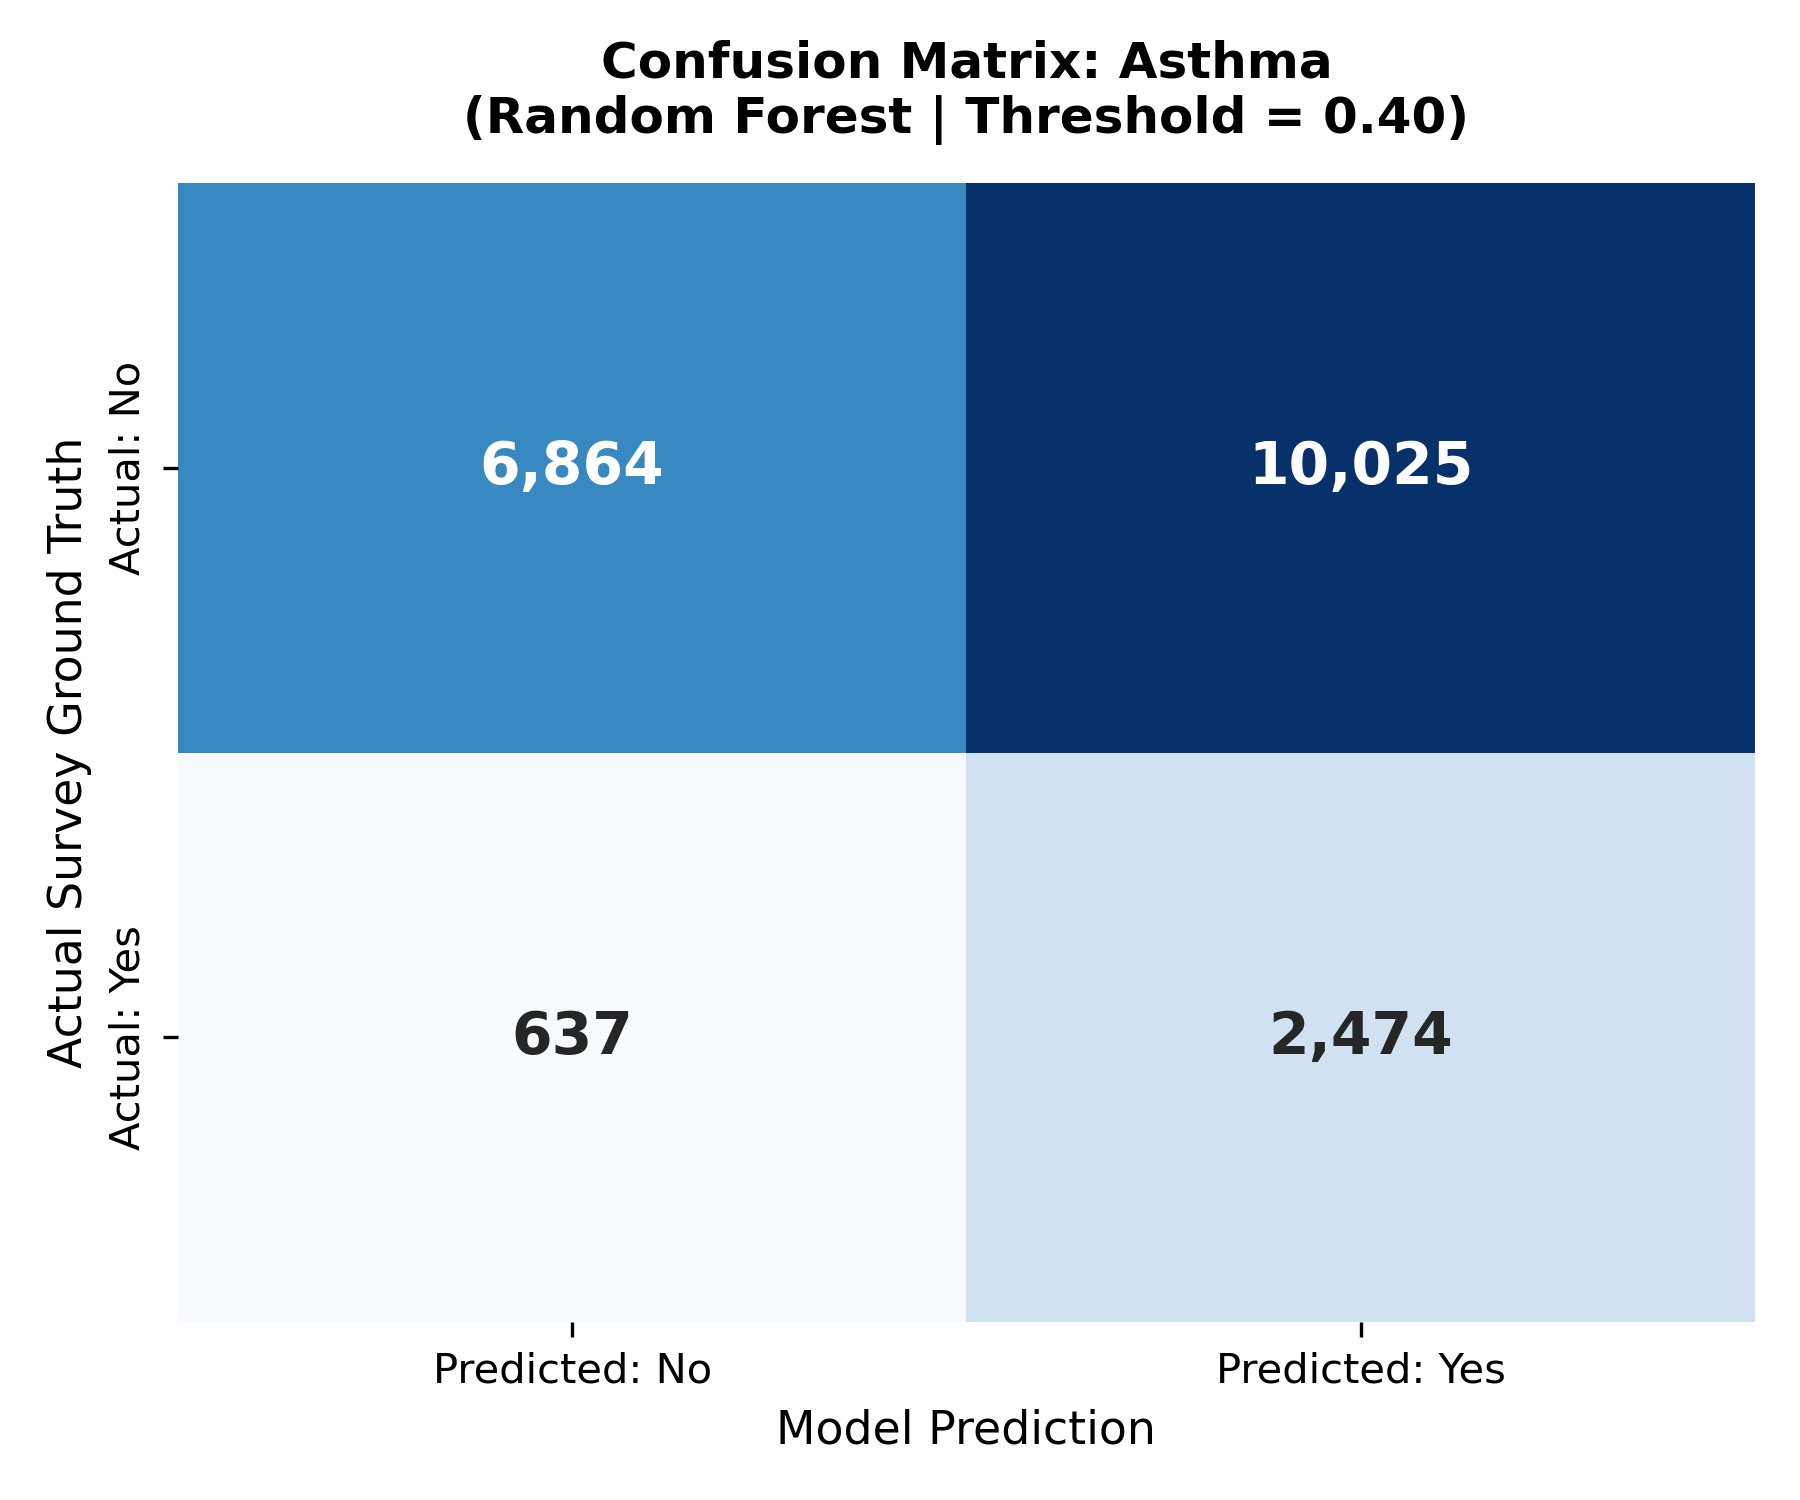 Confusion Matrix: Asthma
(Random Forest | Threshold = 0.40)
Actual Survey Ground Truth
Actual: No
6,864
10,025
Actual: Yes
637
2,474
Predicted: No
Predicted: Yes
Model Prediction